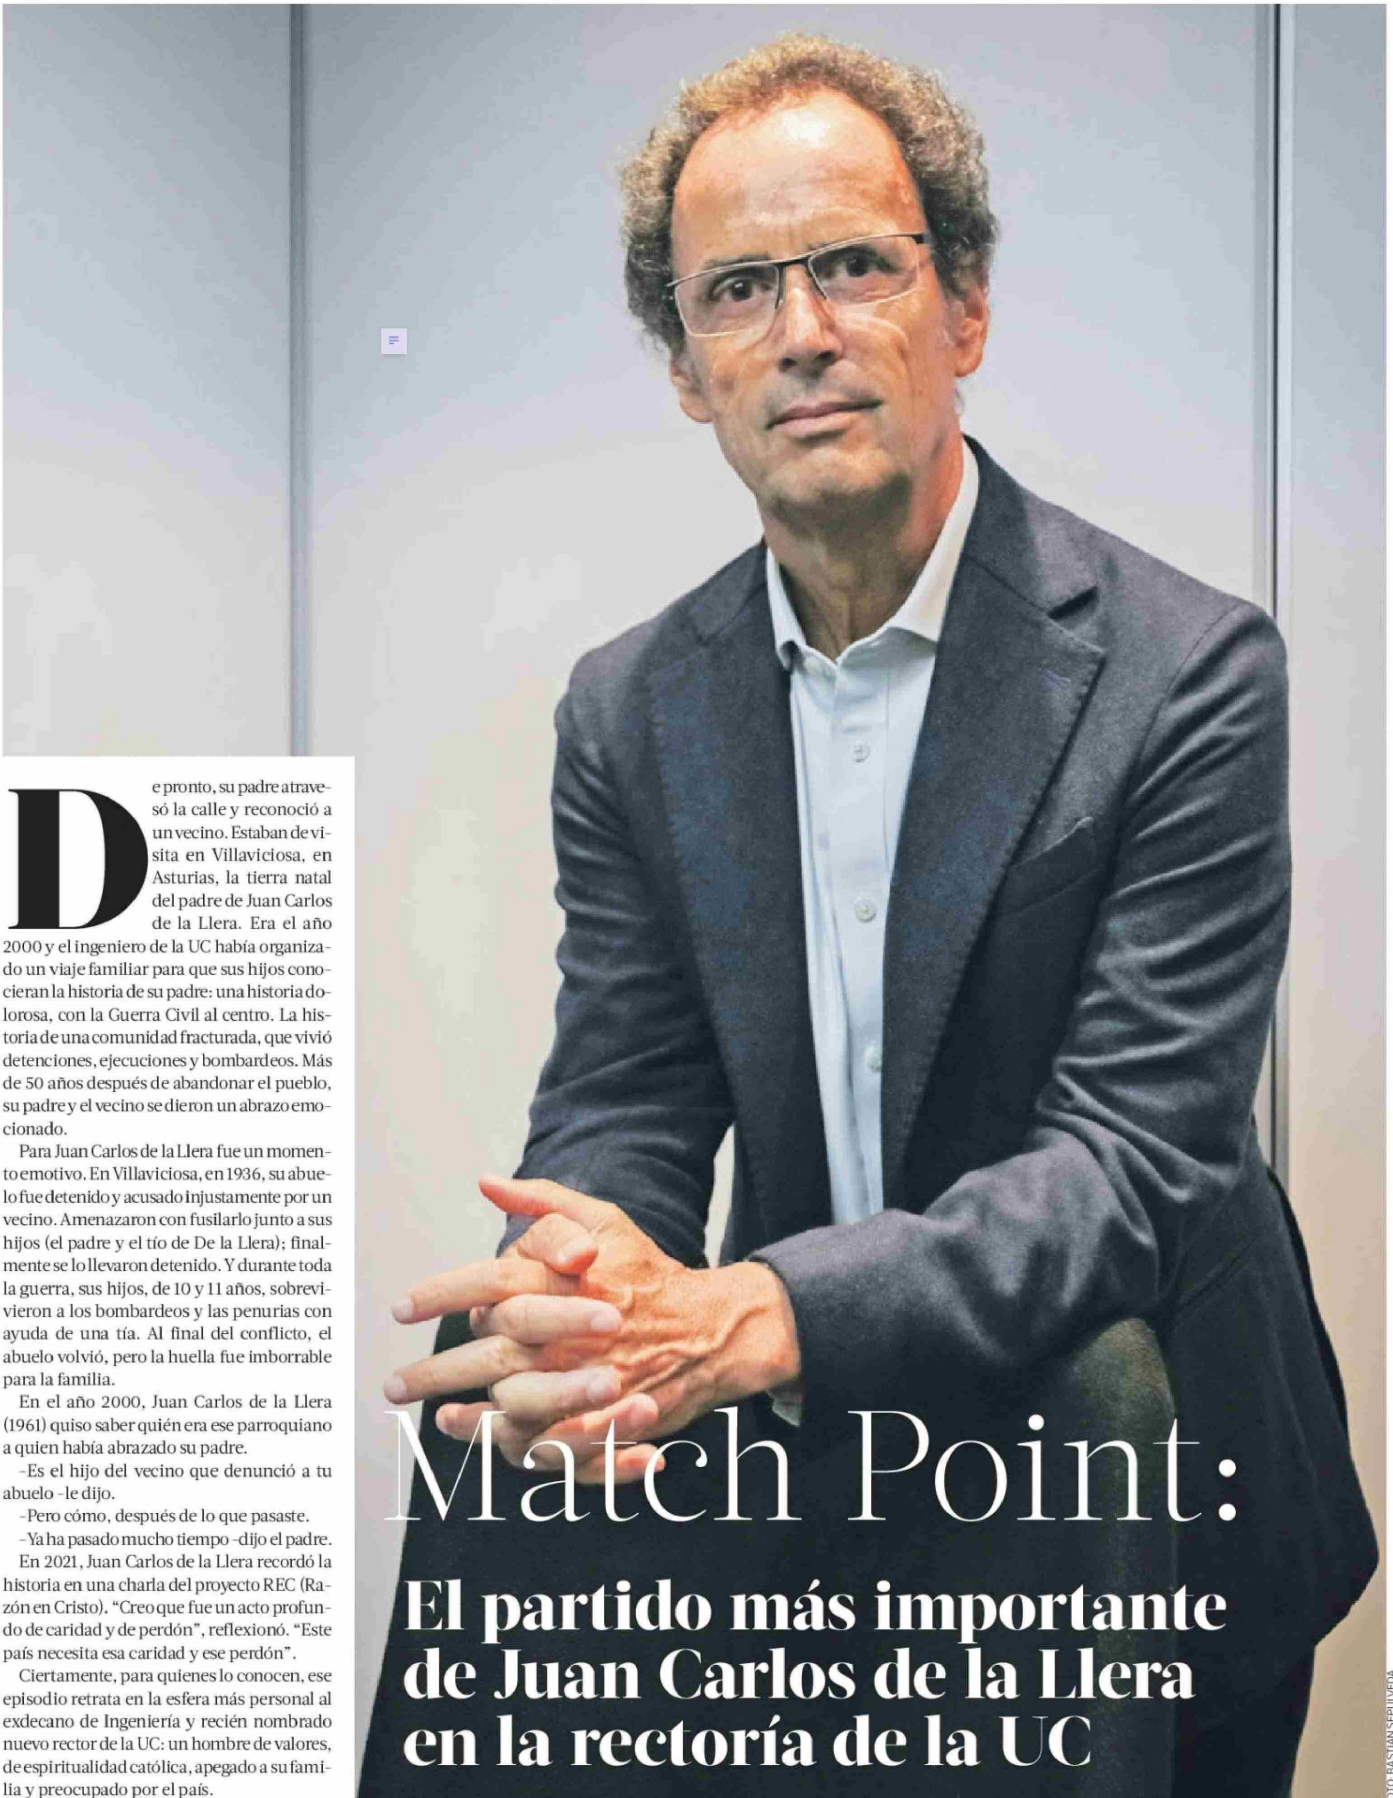 De pronto, su padre atrave-
só la calle y reconoció a
un vecino. Estaban de vi-
sita en Villaviciosa, en
Asturias, la tierra natal
del padre de Juan Carlos
de la Llera. Era el año
2000 y el ingeniero de la UC había organiza-
do un viaje familiar para que sus hijos cono-
cieran la historia de su padre: una historia do-
lorosa, con la Guerra Civil al centro. La his-
toria de una comunidad fracturada, que vivió
detenciones, ejecuciones y bombardeos. Más
de 50 años después de abandonar el pueblo,
su padre y el vecino se dieron un abrazo emo-
cionado.
Para Juan Carlos de la Llera fue un momen-
to emotivo. En Villaviciosa, en 1936, su abue-
lo fue detenido y acusado injustamente por un
vecino. Amenazaron con fusilarlo junto a sus
hijos (el padre y el tío de De la Llera); final-
mente se lo llevaron detenido. Y durante toda
la guerra, sus hijos, de 10 y 11 años, sobrevi-
vieron a los bombardeos y las penurias con
ayuda de una tía. Al final del conflicto, el
abuelo volvió, pero la huella fue imborrable
para la familia.
En el año 2000, Juan Carlos de la Llera
(1961) quiso saber quién era ese parroquiano
a quien había abrazado su padre.
-Es el hijo del vecino que denunció a tu
abuelo -le dijo.
-Pero cómo, después de lo que pasaste.
-Ya ha pasado mucho tiempo -dijo el padre.
En 2021, Juan Carlos de la Llera recordó la
historia en una charla del proyecto REC (Ra-
zón en Cristo). “Creo que fue un acto profun-
do de caridad y de perdón”, reflexionó. “Este
país necesita esa caridad y ese perdón”.
Ciertamente, para quienes lo conocen, ese
episodio retrata en la esfera más personal al
exdecano de Ingeniería y recién nombrado
nuevo rector de la UC: un hombre de valores,
de espiritualidad católica, apegado a su fami-
lia y preocupado por el país.
Match Point:
El partido más importante
de Juan Carlos de la Llera
en la rectoría de la UC
BASTIAN SEPULVEDA